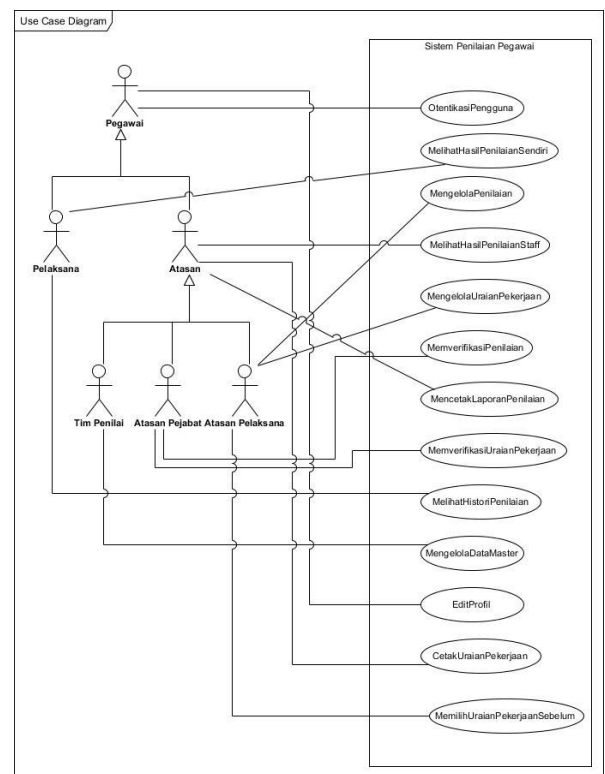 Use Case Diagram
Sistem Penilaian Pegawai
Pegawai
OtentikasiPengguna
MelihatHasilPenilaianSendiri
MengelolaPenilaian
Pelaksana
Atasan
MelihatHasilPenilaianStaff
MengelolaUraianPekerjaan
MemverifikasiPenilaian
MencetakLaporanPenilaian
Tim Penilai
Atasan Pejabat
Atasan Pelaksana
MemverifikasiUraianPekerjaan
MelihatHistoriPenilaian
MengelolaDataMaster
EditProfil
CetakUraianPekerjaan
MemilihUraianPekerjaanSebelum